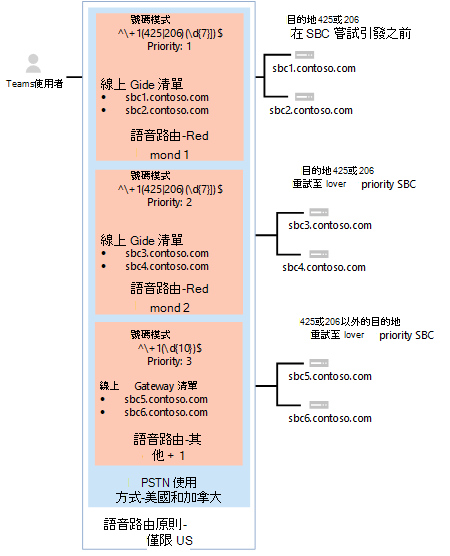 Teams使用者
號碼模式
^\+1(425|206)(\d{7})$
Priority: 1
線上 Gide 清單
• sbc1.contoso.com
• sbc2.contoso.com
語音路由-Red
mond 1
目的地425或206
在 SBC 嘗試引發之前
sbc1.contoso.com
sbc2.contoso.com
號碼模式
^\+1(425|206)(\d{7})$
Priority: 2
線上 Gide 清單
• sbc3.contoso.com
• sbc4.contoso.com
語音路由-Red
mond 2
目的地425或206
重試至 lover priority SBC
sbc3.contoso.com
sbc4.contoso.com
號碼模式
^\+1(\d{10})$
Priority: 3
線上 Gateway 清單
• sbc5.contoso.com
• sbc6.contoso.com
語音路由-其
他 + 1
425或206以外的目的地
重試至 lover priority SBC
sbc5.contoso.com
sbc6.contoso.com
PSTN 使用
方式-美國和加拿大
語音路由原則-
僅限 US